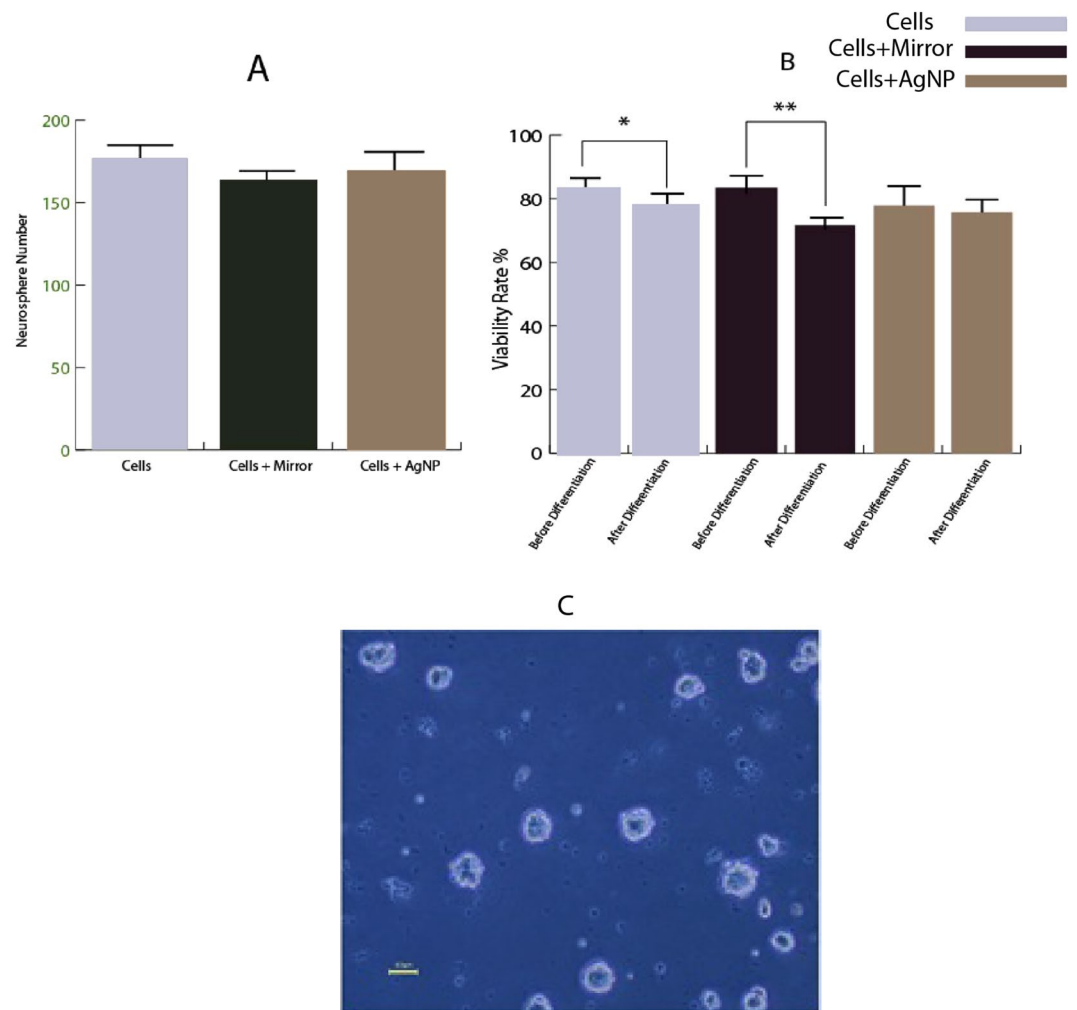 Cells
Cells+Mirror
Cells+AgNP
A
200
150
100
50
0
Neurosphere Number
Cells
Cells + Mirror
Cells + AgNP
B
*
**
100
80
60
40
20
0
Viability Rate %
Before Differentiation
After Differentiation
Before Differentiation
After Differentiation
Before Differentiation
After Differentiation
C